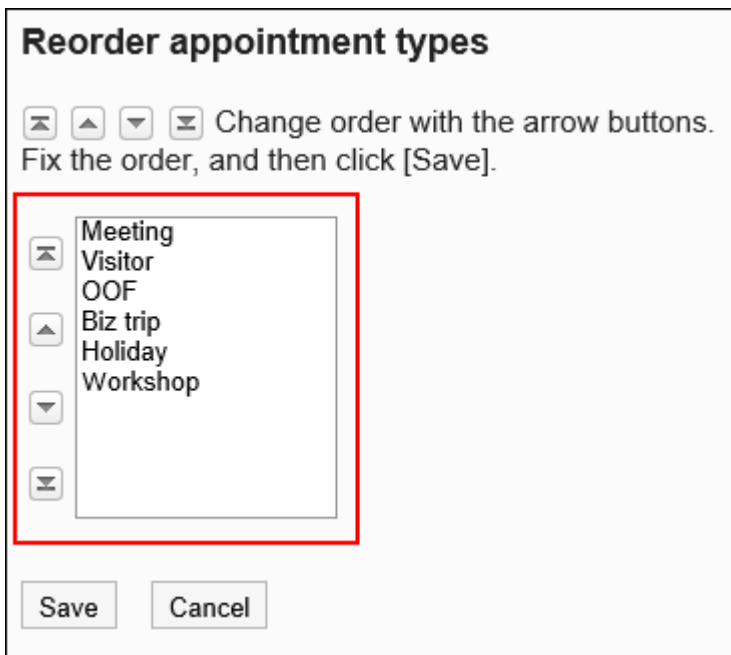 Reorder appointment types
Change order with the arrow buttons.
Fix the order, and then click [Save].
Meeting
Visitor
OOF
Biz trip
Holiday
Workshop
Save Cancel